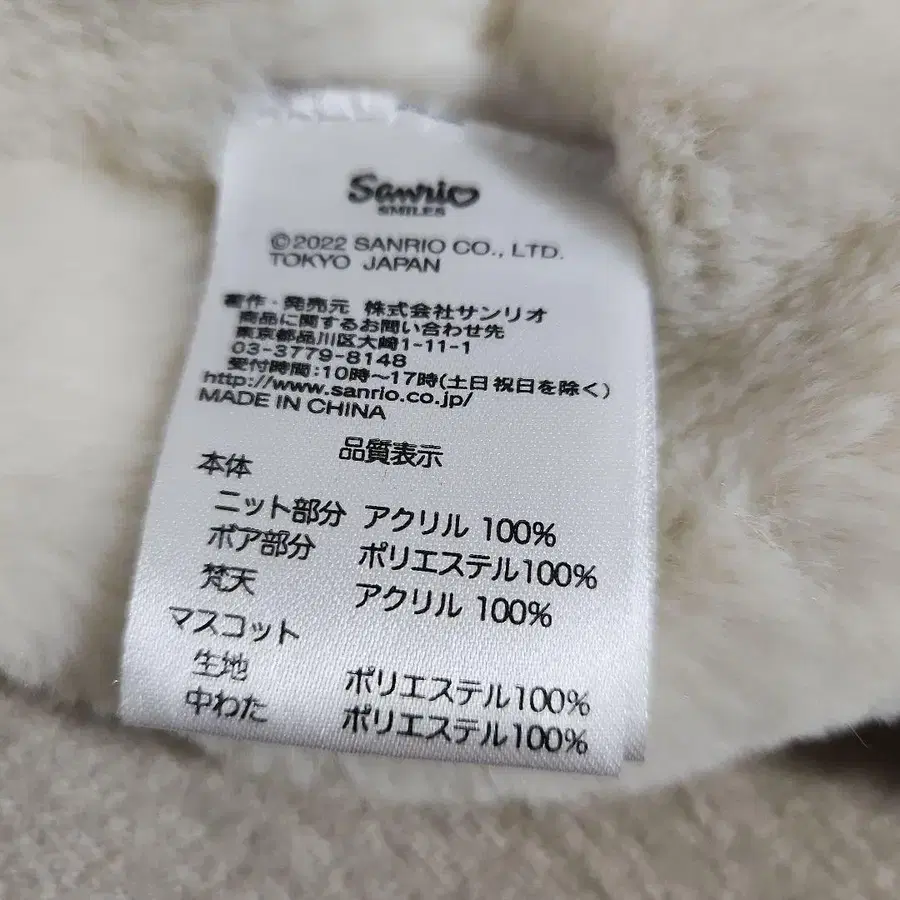 Sanrio
SMILES
©2022 SANRIO CO., LTD.
TOKYO JAPAN
著作・発売元 株式会社サンリオ
商品に関するお問い合わせ先
東京都品川区大崎1-11-1
03-3779-8148
受付時間:10時~17時(土日祝日を除く)
http://www.sanrio.co.jp/
MADE IN CHINA
品質表示
本体
ニット部分 アクリル 100%
ボア部分 ポリエステル100%
梵天 アクリル 100%
マスコット
生地 ポリエステル100%
中わた ポリエステル100%